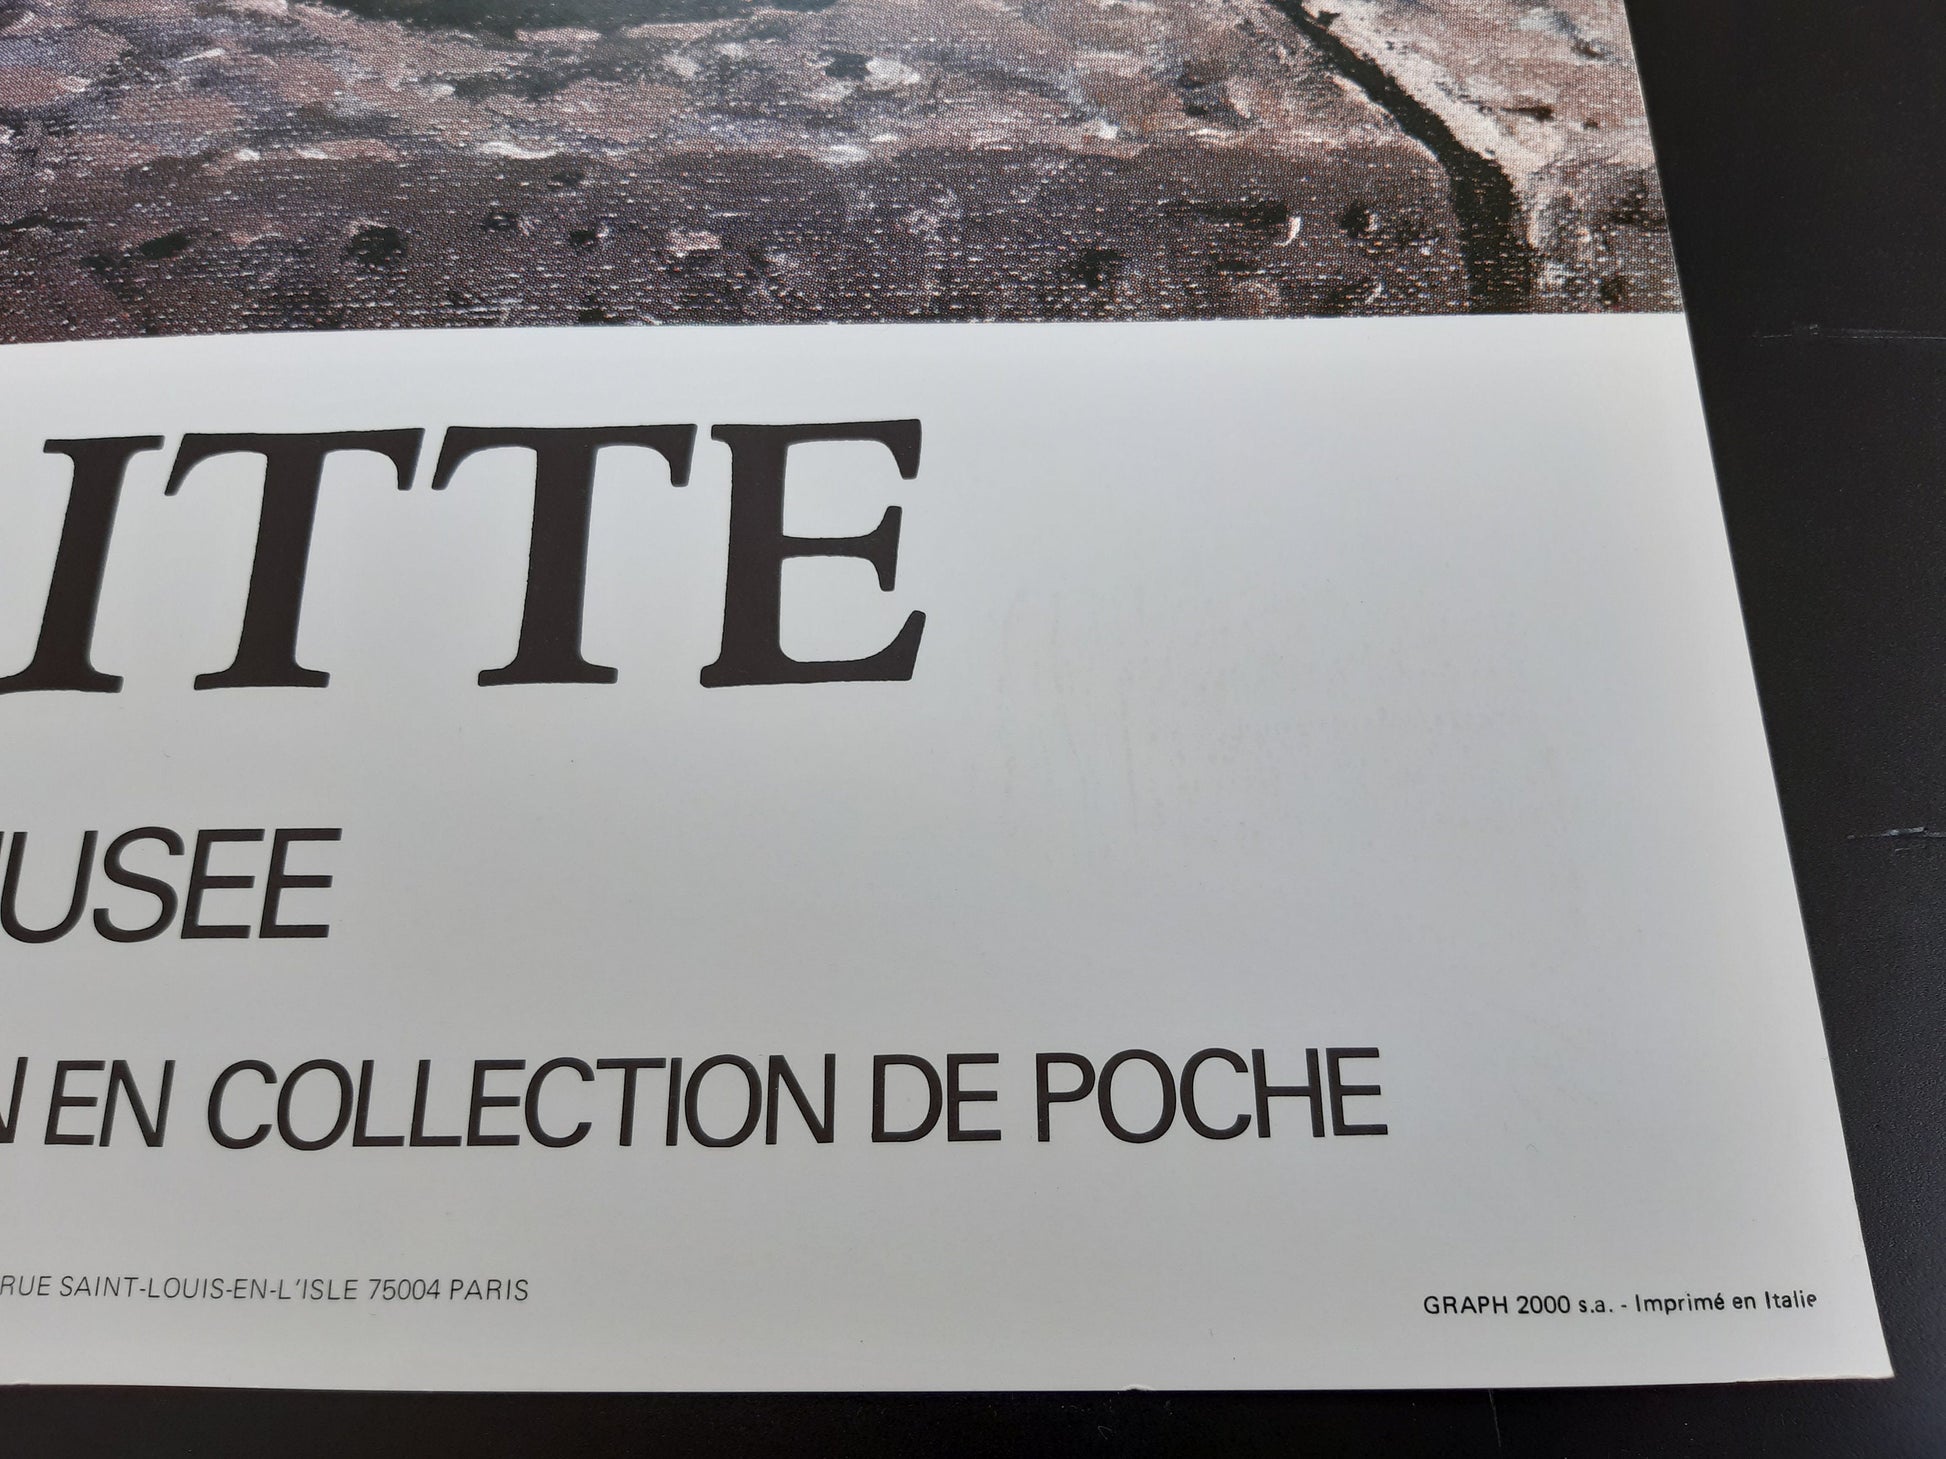 ITTE
USEE
N EN COLLECTION DE POCHE
RUE SAINT-LOUIS-EN-L'ISLE 75004 PARIS
GRAPH 2000 s.a. - Imprimé en Italie